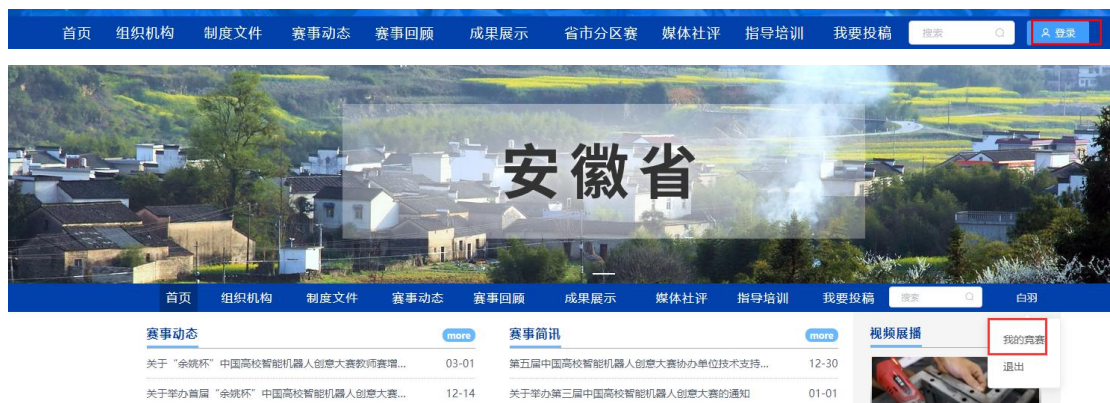 首页 组织机构 制度文件 赛事动态 赛事回顾 成果展示 省市分区赛 媒体社评 指导培训 我要投稿 搜索 登录
安徽省
首页 组织机构 制度文件 赛事动态 赛事回顾 成果展示 媒体社评 指导培训 我要投稿 搜索 白羽
赛事动态 more 赛事简讯 more 视频展播 我的竞赛
关于“余姚杯”中国高校智能机器人创意大赛教师赛增... 03-01 第五届中国高校智能机器人创意大赛协办单位技术支持... 12-30 退出
关于举办首届“余姚杯”中国高校智能机器人创意大赛... 12-14 关于举办第三届中国高校智能机器人创意大赛的通知 01-01